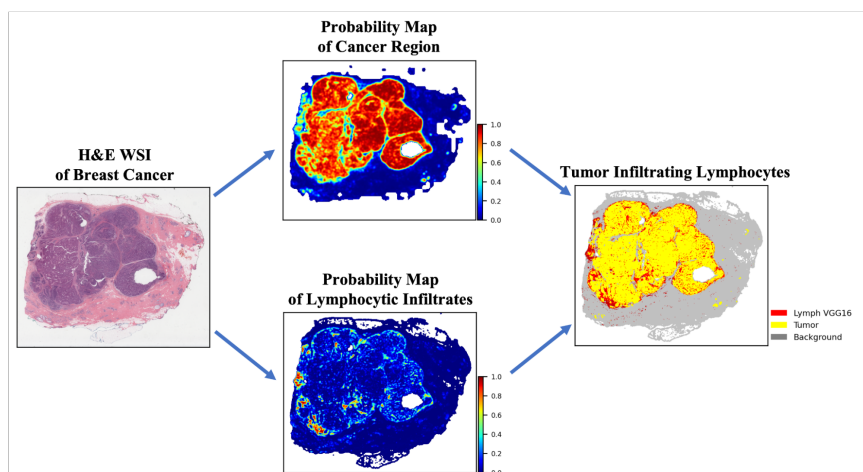 Probability Map
of Cancer Region
1.0
0.8
0.6
0.4
0.2
0.0
H&E WSI
of Breast Cancer
Tumor Infiltrating Lymphocytes
Lymph VGG16
Tumor
Background
Probability Map
of Lymphocytic Infiltrates
1.0
0.8
0.6
0.4
0.2
0.0